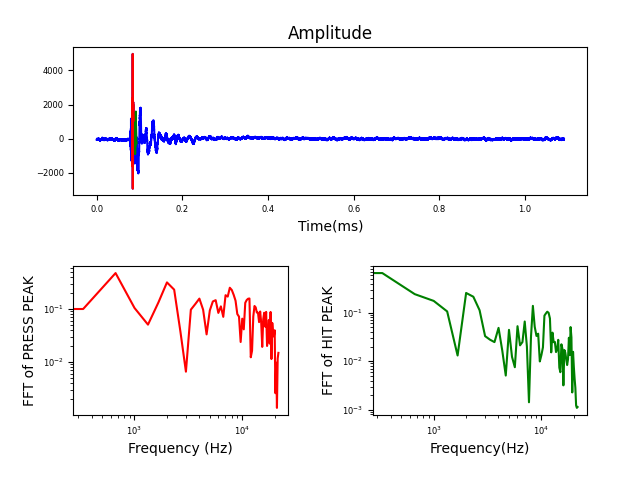 Amplitude
4000
2000
0
−2000
0.0 0.2 0.4 0.6 0.8 1.0
Time(ms)
FFT of PRESS PEAK
10⁻¹
10⁻²
10³ 10⁴
Frequency (Hz)
FFT of HIT PEAK
10⁻¹
10⁻²
10⁻³
10³ 10⁴
Frequency(Hz)